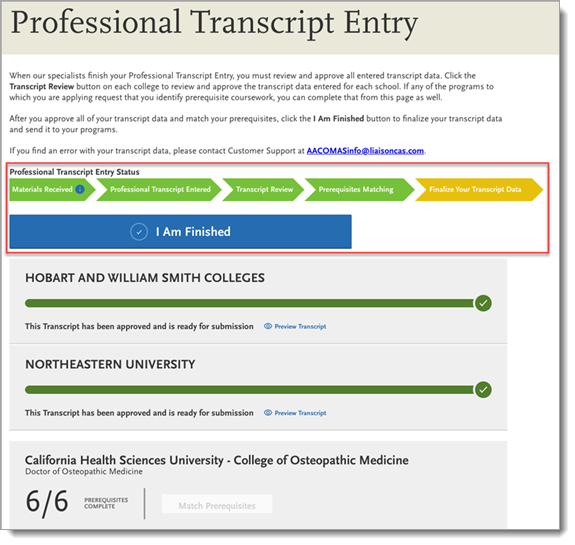 Professional Transcript Entry
When our specialists finish your Professional Transcript Entry, you must review and approve all entered transcript data. Click the
Transcript Review button on each college to review and approve the transcript data entered for each school. If any of the programs to
which you are applying request that you identify prerequisite coursework, you can complete that from this page as well.
After you approve all of your transcript data and match your prerequisites, click the I Am Finished button to finalize your transcript data
and send it to your programs.
If you find an error with your transcript data, please contact Customer Support at AACOMASinfo@liaisoncas.com.
Professional Transcript Entry Status
Materials Received i Professional Transcript Entered Transcript Review Prerequisites Matching Finalize Your Transcript Data
I Am Finished
HOBART AND WILLIAM SMITH COLLEGES
This Transcript has been approved and is ready for submission Preview Transcript
NORTHEASTERN UNIVERSITY
This Transcript has been approved and is ready for submission Preview Transcript
California Health Sciences University - College of Osteopathic Medicine
Doctor of Osteopathic Medicine
6/6 PREREQUISITES COMPLETE Match Prerequisites